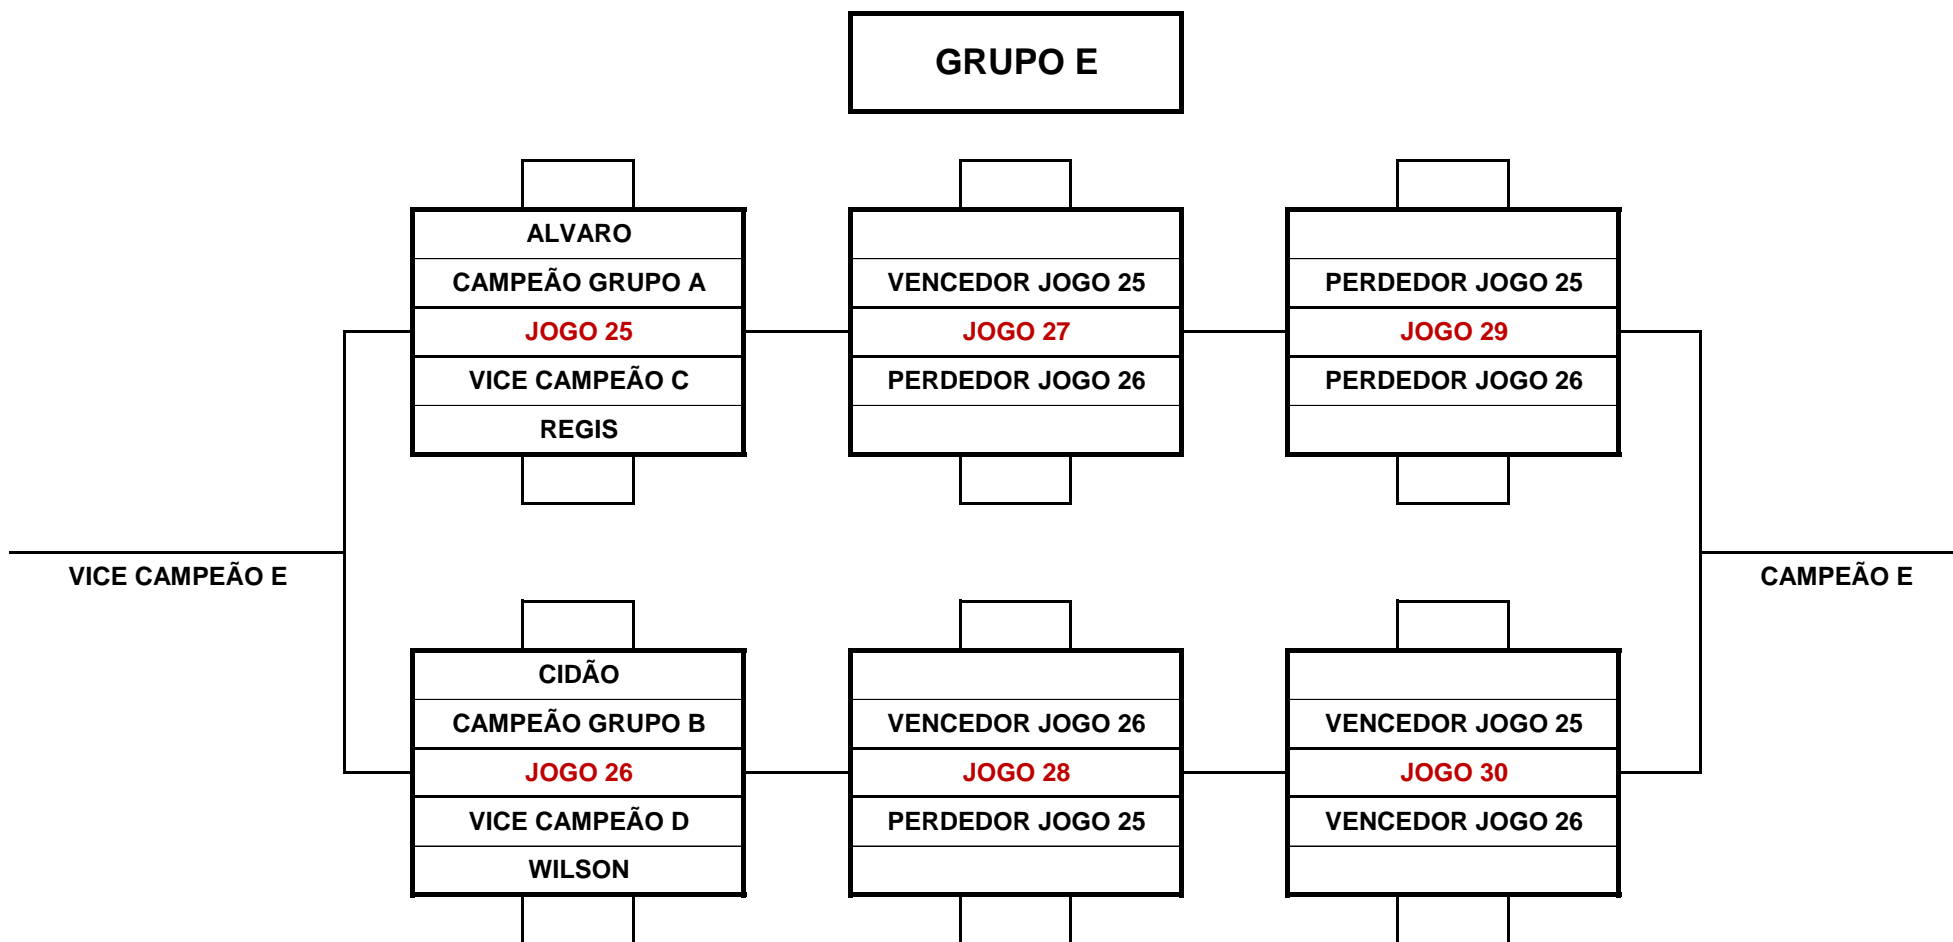 GRUPO E
ALVARO
CAMPEÃO GRUPO A
JOGO 25
VICE CAMPEÃO C
REGIS
VENCEDOR JOGO 25
JOGO 27
PERDEDOR JOGO 26
PERDEDOR JOGO 25
JOGO 29
PERDEDOR JOGO 26
VICE CAMPEÃO E
CAMPEÃO E
CIDÃO
CAMPEÃO GRUPO B
JOGO 26
VICE CAMPEÃO D
WILSON
VENCEDOR JOGO 26
JOGO 28
PERDEDOR JOGO 25
VENCEDOR JOGO 25
JOGO 30
VENCEDOR JOGO 26